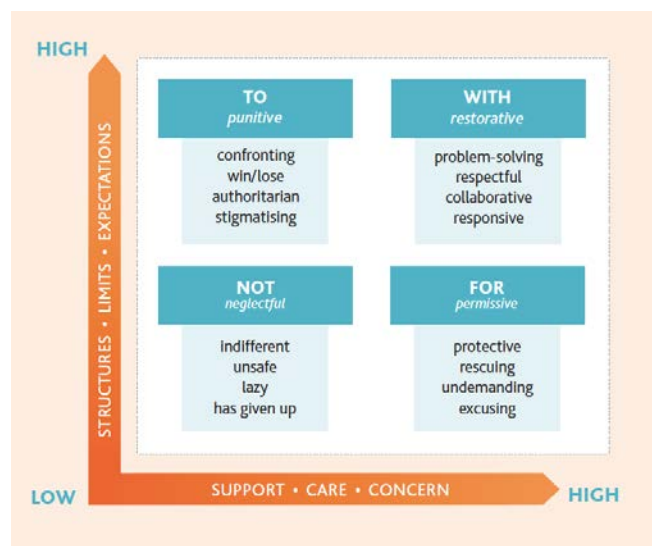 HIGH
STRUCTURES • LIMITS • EXPECTATIONS
TO
punitive
confronting
win/lose
authoritarian
stigmatising
WITH
restorative
problem-solving
respectful
collaborative
responsive
NOT
neglectful
indifferent
unsafe
lazy
has given up
FOR
permissive
protective
rescuing
undemanding
excusing
LOW
SUPPORT • CARE • CONCERN
HIGH